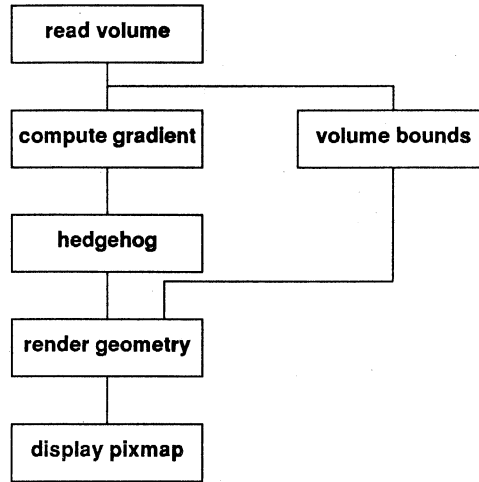 read volume
compute gradient
volume bounds
hedgehog
render geometry
display pixmap